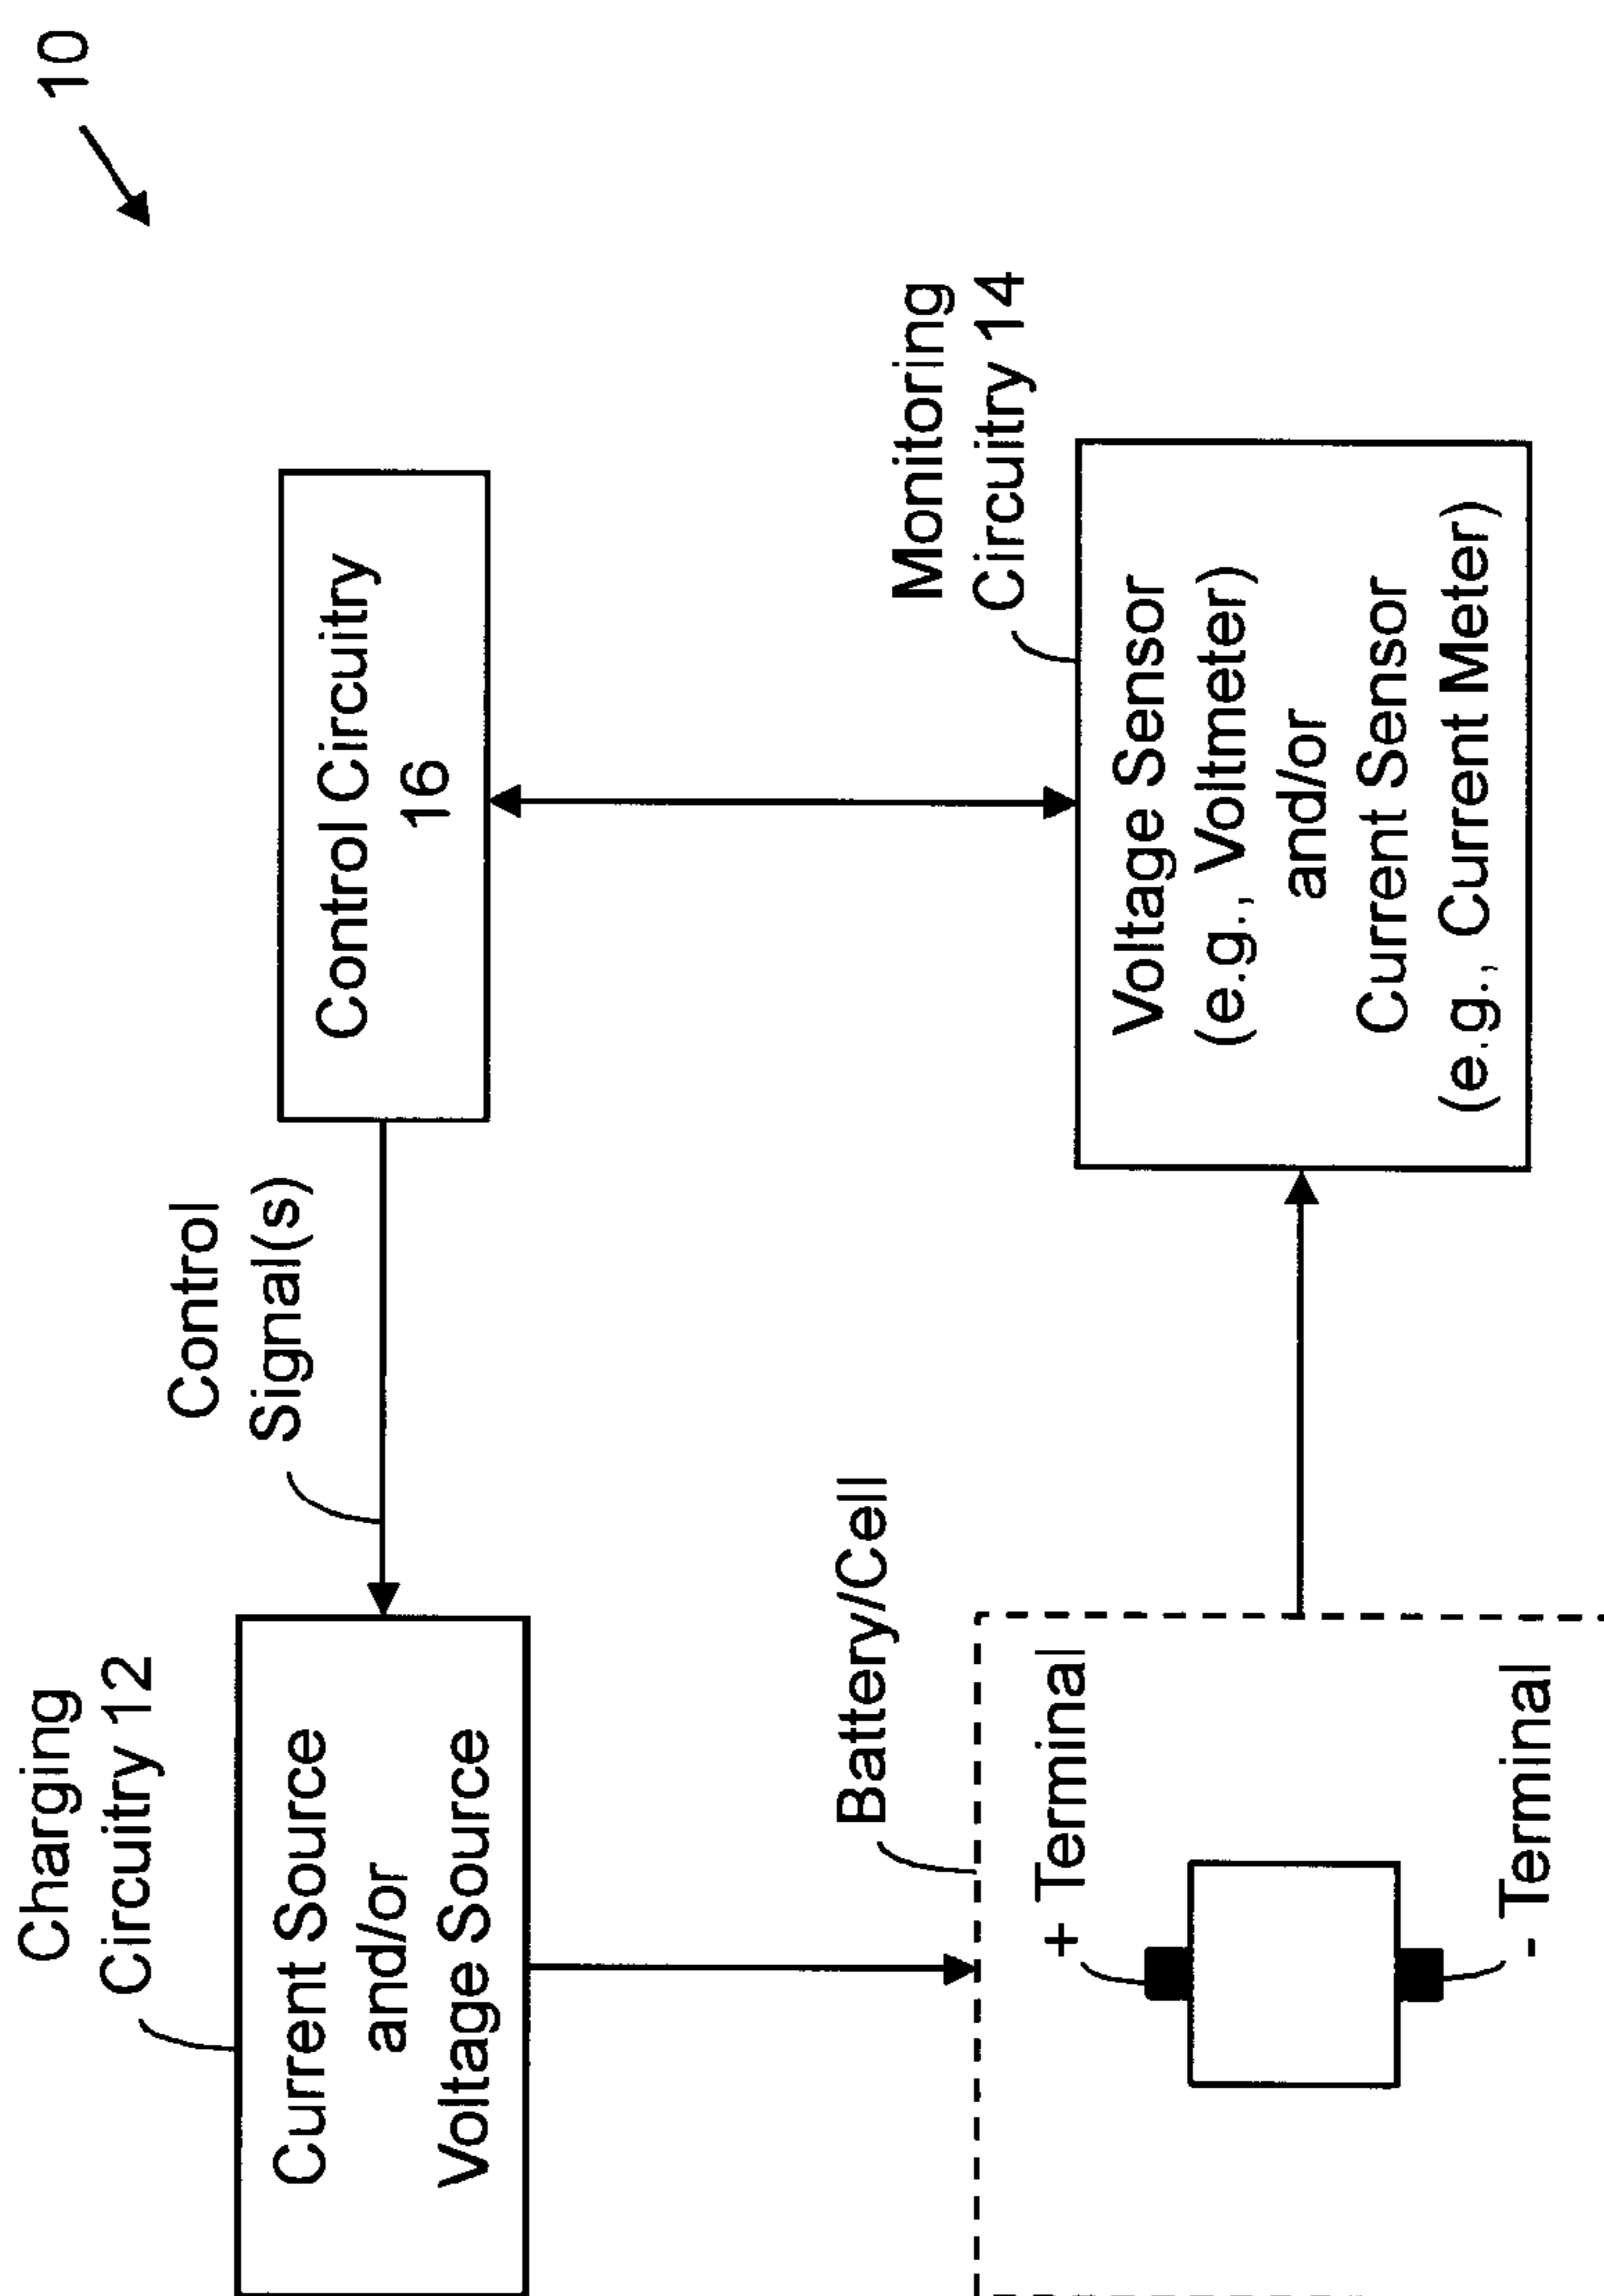 10
Charging
Circuitry 12
Current Source
and/or
Voltage Source
Control
Signal(s)
Control Circuitry
16
Battery/Cell
+ Terminal
- Terminal
Monitoring
Circuitry 14
Voltage Sensor
(e.g., Voltmeter)
and/or
Current Sensor
(e.g., Current Meter)